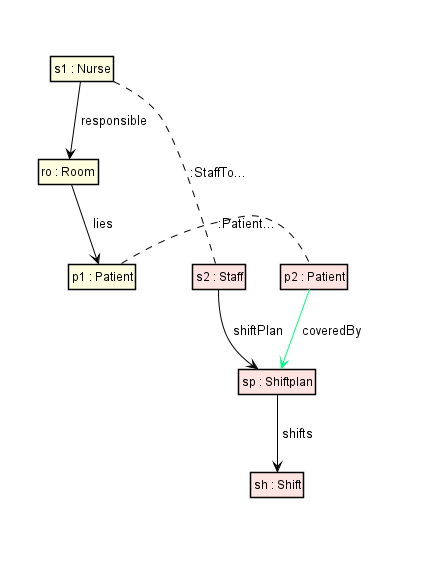 s1 : Nurse
responsible
ro : Room
:StaffTo...
lies
:Patient...
p1 : Patient
s2 : Staff
p2 : Patient
shiftPlan
coveredBy
sp : Shiftplan
shifts
sh : Shift